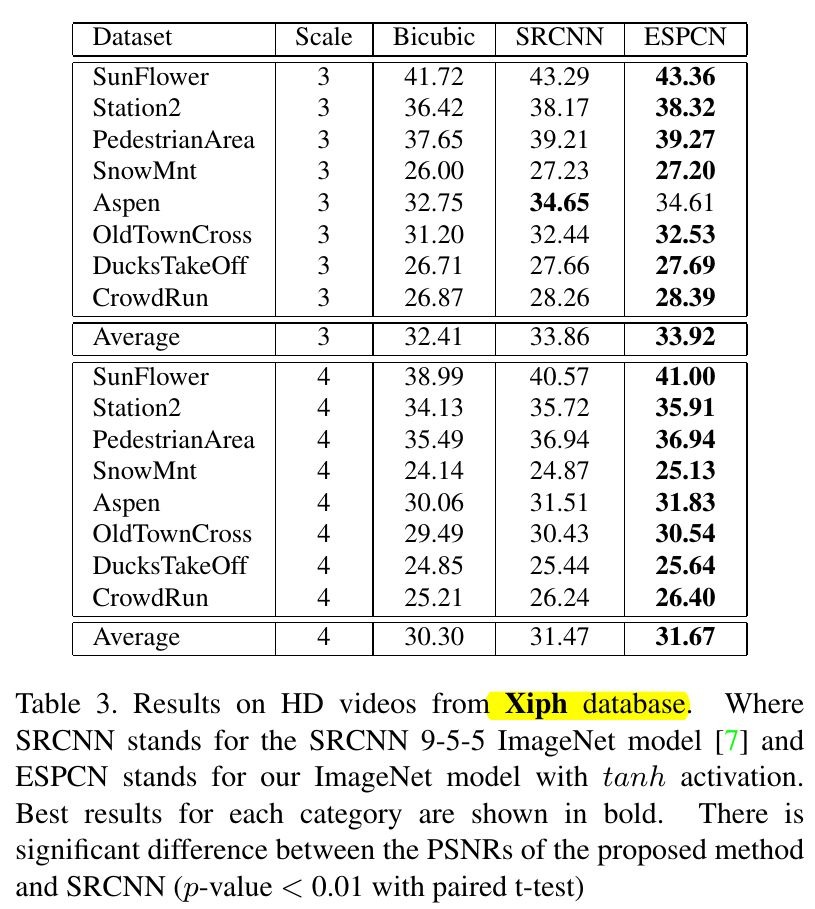 Dataset Scale Bicubic SRCNN ESPCN
SunFlower 3 41.72 43.29 43.36
Station2 3 36.42 38.17 38.32
PedestrianArea 3 37.65 39.21 39.27
SnowMnt 3 26.00 27.23 27.20
Aspen 3 32.75 34.65 34.61
OldTownCross 3 31.20 32.44 32.53
DucksTakeOff 3 26.71 27.66 27.69
CrowdRun 3 26.87 28.26 28.39
Average 3 32.41 33.86 33.92
SunFlower 4 38.99 40.57 41.00
Station2 4 34.13 35.72 35.91
PedestrianArea 4 35.49 36.94 36.94
SnowMnt 4 24.14 24.87 25.13
Aspen 4 30.06 31.51 31.83
OldTownCross 4 29.49 30.43 30.54
DucksTakeOff 4 24.85 25.44 25.64
CrowdRun 4 25.21 26.24 26.40
Average 4 30.30 31.47 31.67
Table 3. Results on HD videos from Xiph database. Where
SRCNN stands for the SRCNN 9-5-5 ImageNet model [7] and
ESPCN stands for our ImageNet model with tanh activation.
Best results for each category are shown in bold. There is
significant difference between the PSNRs of the proposed method
and SRCNN (p-value < 0.01 with paired t-test)